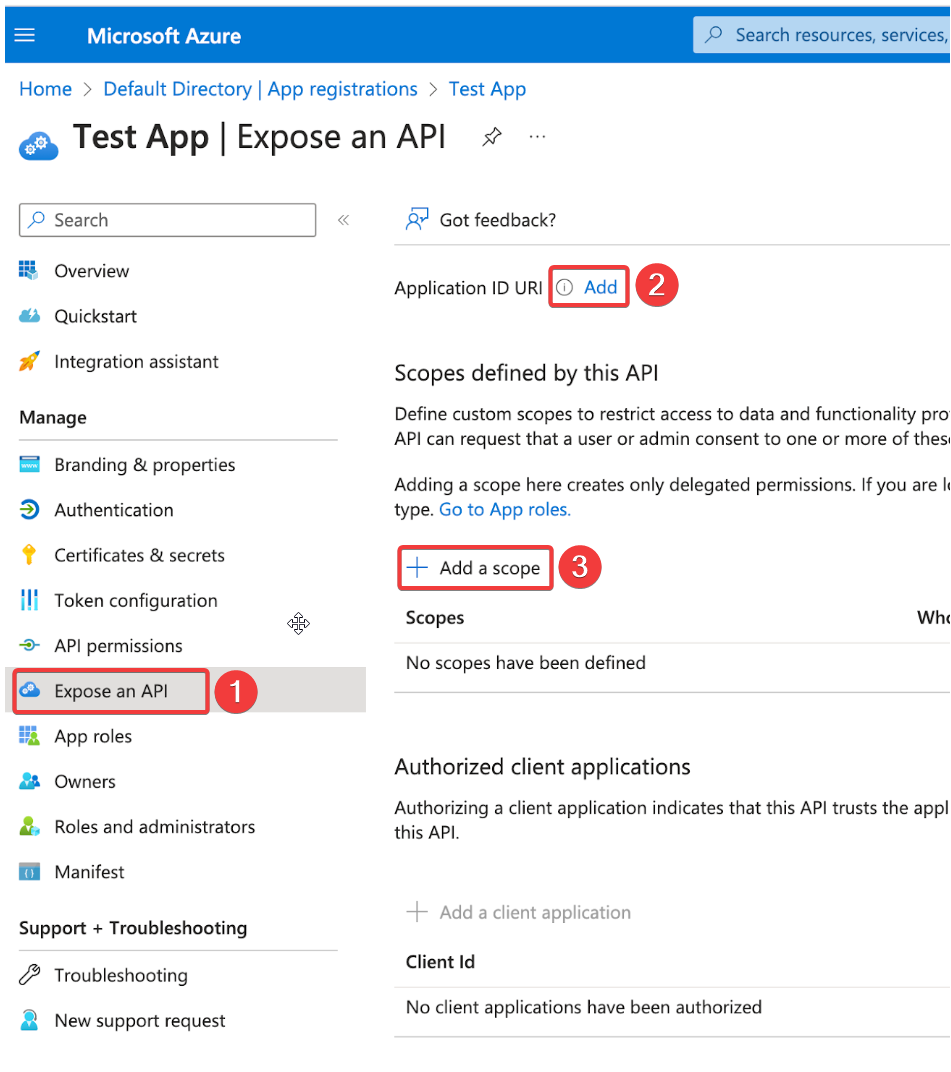 Microsoft Azure
Search resources, services,
Home > Default Directory | App registrations > Test App
Test App | Expose an API
Search
«
Got feedback?
Overview
Quickstart
Integration assistant
Manage
Branding & properties
Authentication
Certificates & secrets
Token configuration
API permissions
Expose an API 1
App roles
Owners
Roles and administrators
Manifest
Support + Troubleshooting
Troubleshooting
New support request
Application ID URI Add 2
Scopes defined by this API
Define custom scopes to restrict access to data and functionality pro
API can request that a user or admin consent to one or more of these
Adding a scope here creates only delegated permissions. If you are lo
type. Go to App roles.
+ Add a scope 3
Scopes Who
No scopes have been defined
Authorized client applications
Authorizing a client application indicates that this API trusts the appl
this API.
+ Add a client application
Client Id
No client applications have been authorized